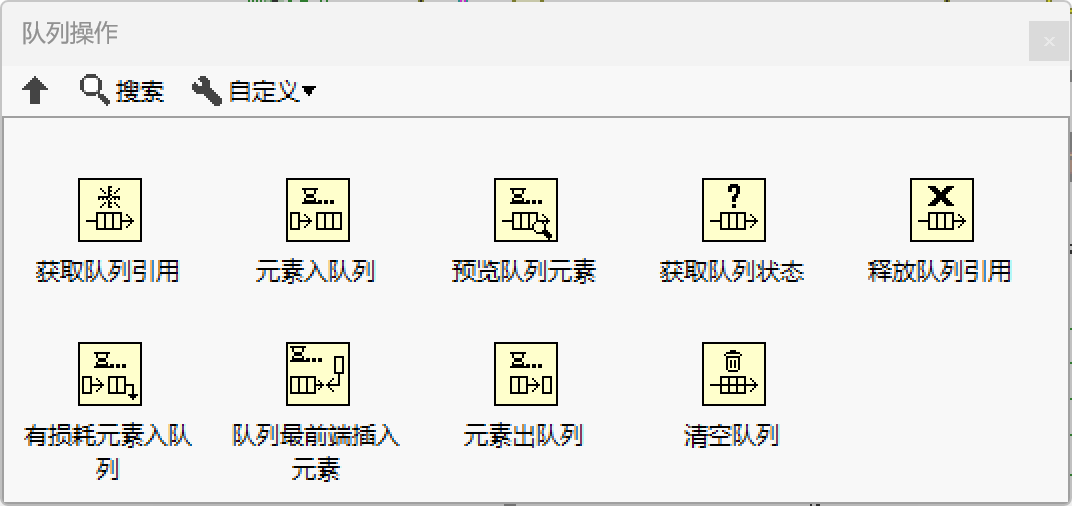 队列操作
搜索 自定义
获取队列引用 元素入队列 预览队列元素 获取队列状态 释放队列引用
有损耗元素入队 队列最前端插入 元素出队列 清空队列
列 元素